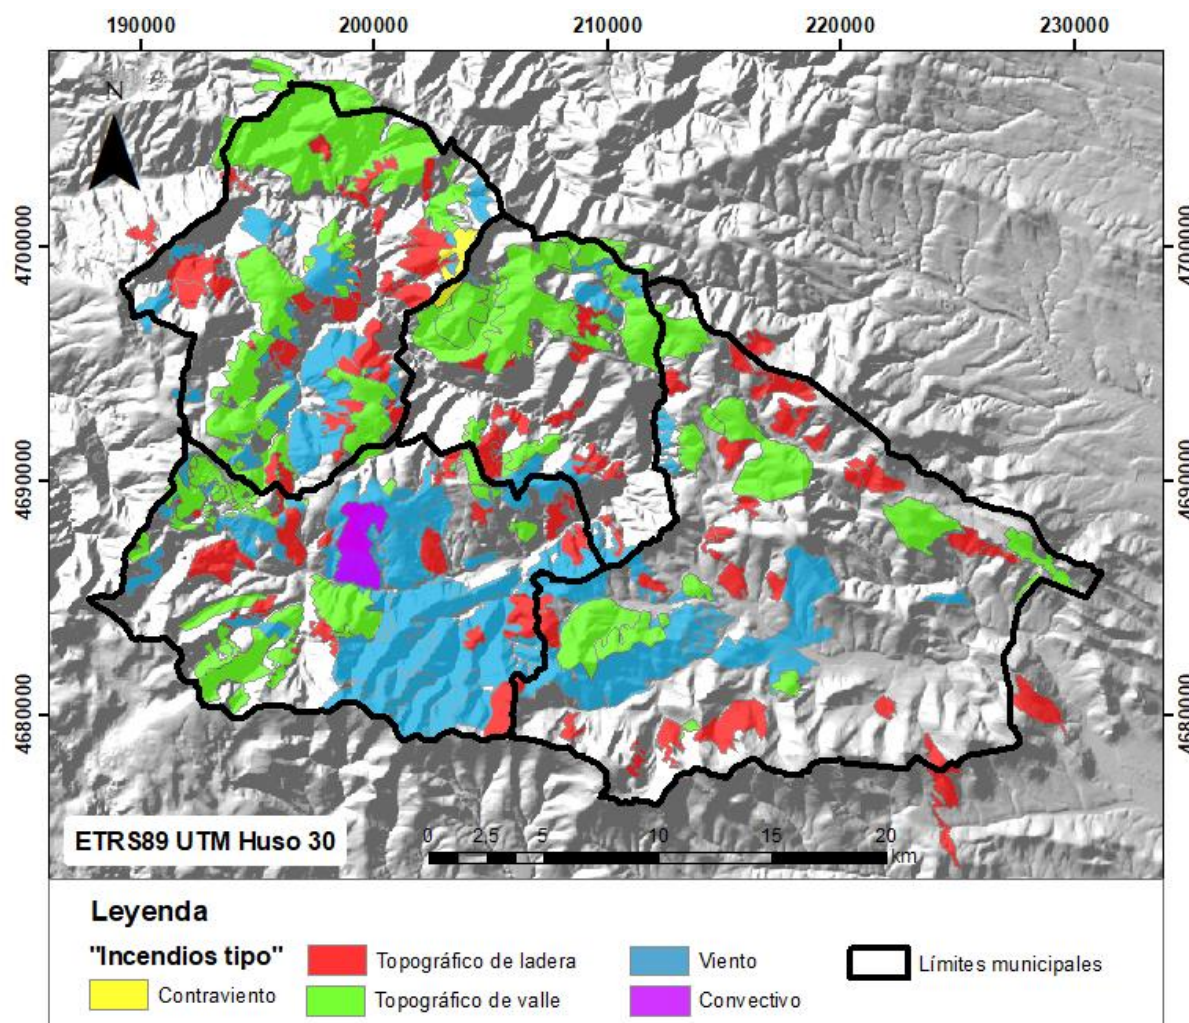 190000 200000 210000 220000 230000
N
4700000 4700000
4690000 4690000
4680000 4680000
0 2,5 5 10 15 20
km
ETRS89 UTM Huso 30
Leyenda
"Incendios tipo"
Contraviento
Topográfico de ladera
Topográfico de valle
Viento
Convectivo
Límites municipales